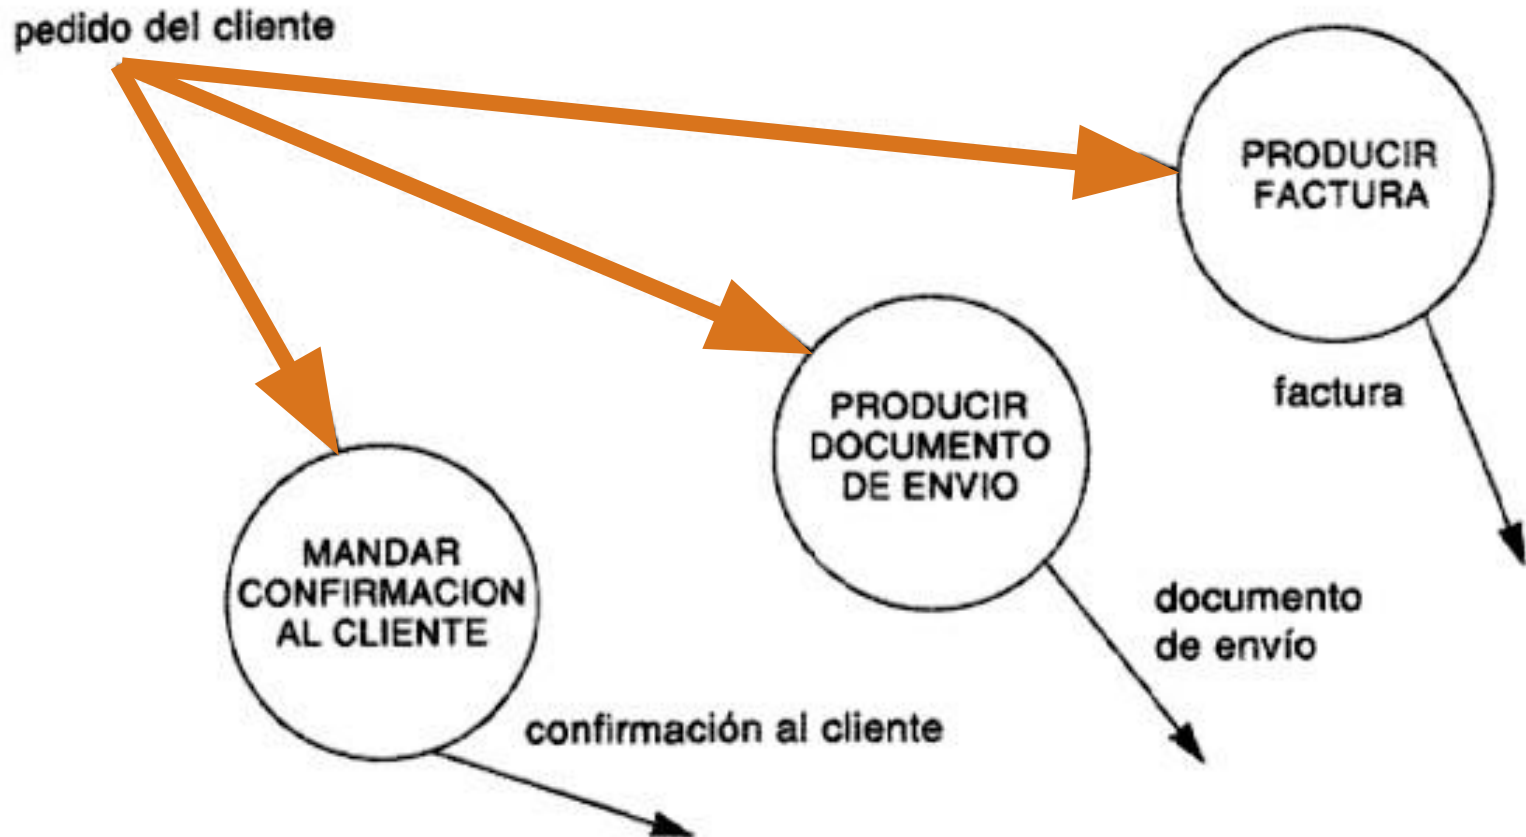 pedido del cliente
PRODUCIR
FACTURA
factura
PRODUCIR
DOCUMENTO
DE ENVIO
documento
de envío
MANDAR
CONFIRMACION
AL CLIENTE
confirmación al cliente